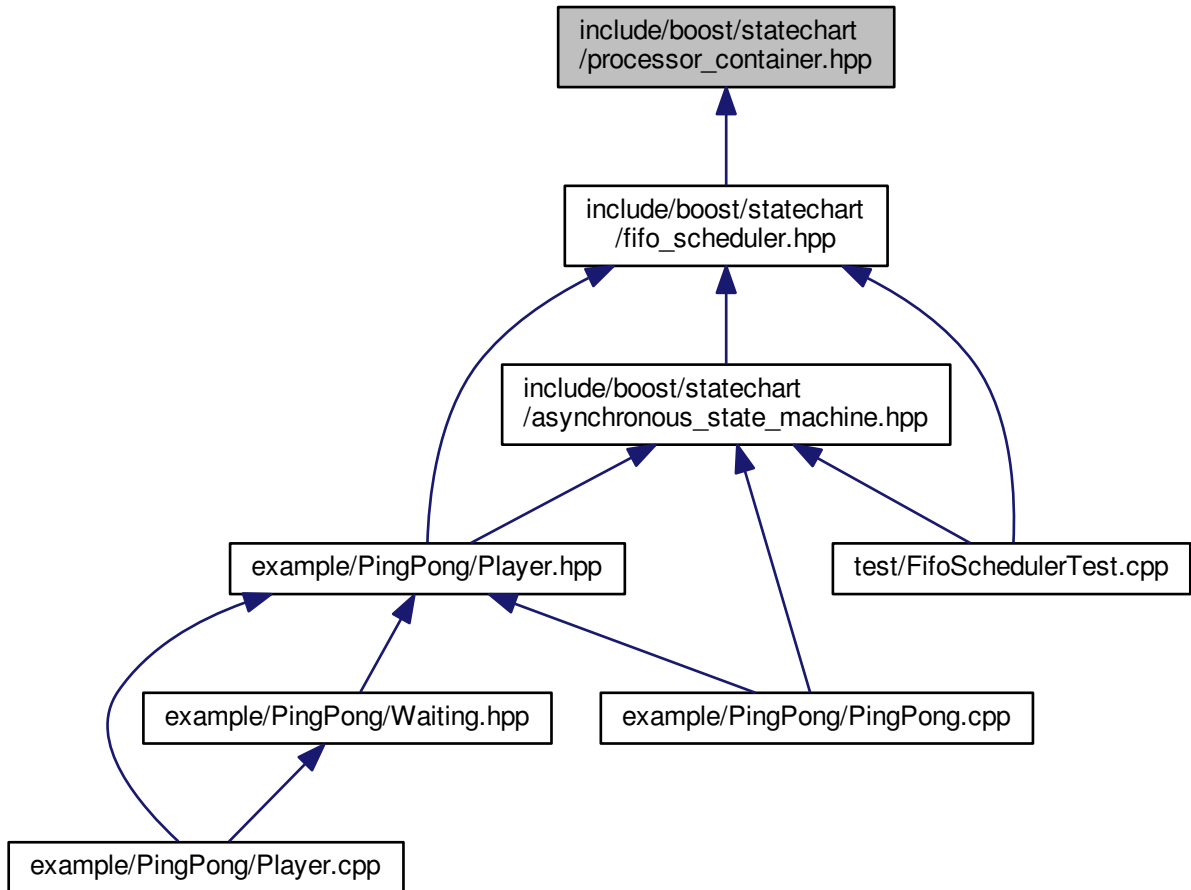 include/boost/statechart
/processor_container.hpp
include/boost/statechart
/fifo_scheduler.hpp
include/boost/statechart
/asynchronous_state_machine.hpp
example/PingPong/Player.hpp
test/FifoSchedulerTest.cpp
example/PingPong/Waiting.hpp
example/PingPong/PingPong.cpp
example/PingPong/Player.cpp